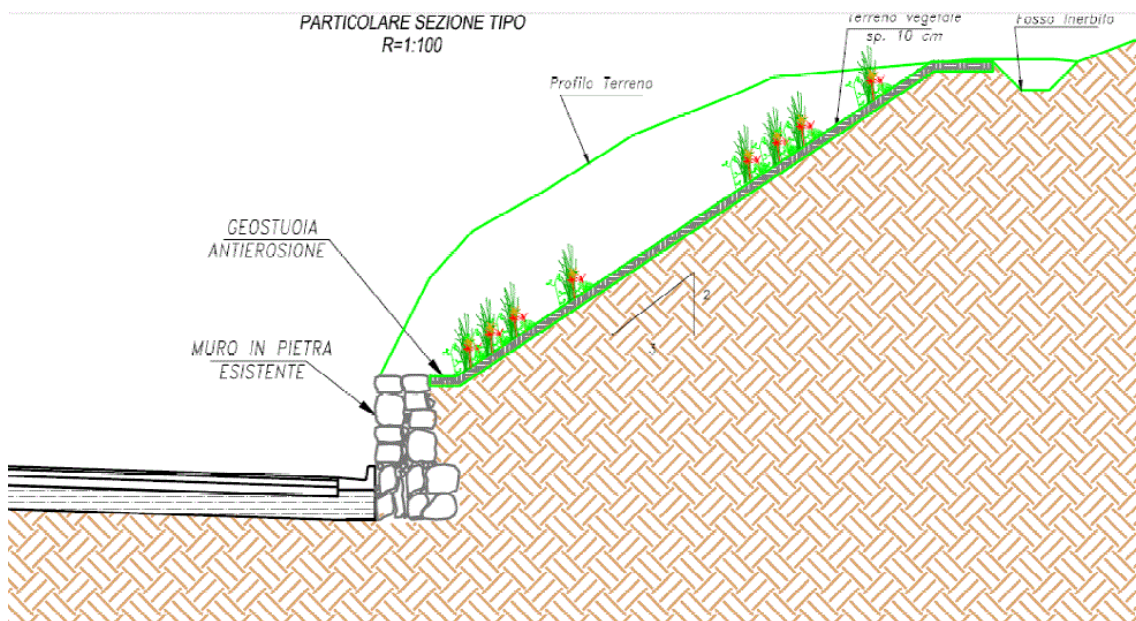 PARTICOLARE SEZIONE TIPO
R=1:100
Terreno Vegetale
sp. 10 cm
Fosso Inerbito
Profilo Terreno
GEOSTUOIA
ANTIEROSIONE
2
3
MURO IN PIETRA
ESISTENTE